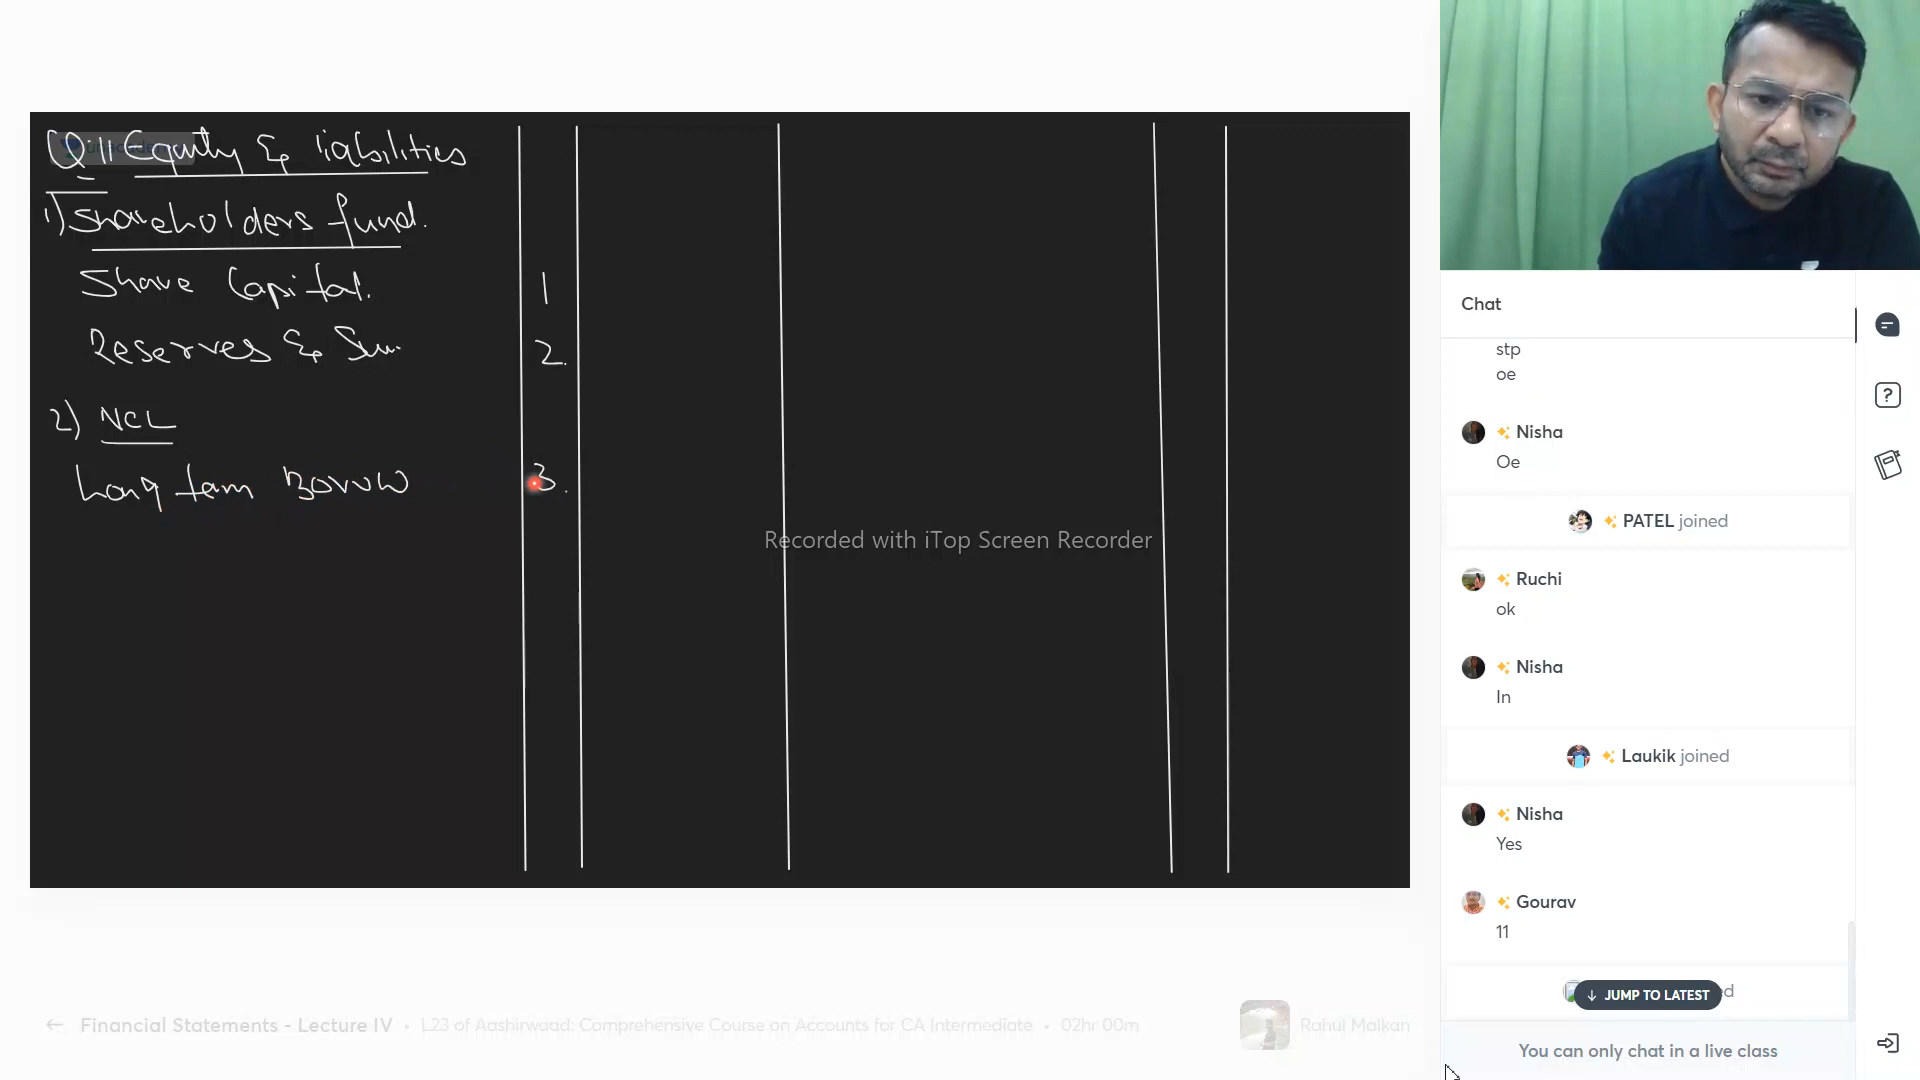 Q.11 Equity & liabilities
1) Shareholders fund.
Share Capital. 1
Reserves & Sur. 2.
2) NCL
Long term Borrow 3.
Recorded with iTop Screen Recorder
Financial Statements - Lecture IV • L23 of Aashirwaad: Comprehensive Course on Accounts for CA Intermediate • 02hr 00m
Rahul Malkan
Chat
stp
oe
Nisha
Oe
PATEL joined
Ruchi
ok
Nisha
In
Laukik joined
Nisha
Yes
Gourav
11
JUMP TO LATEST
You can only chat in a live class